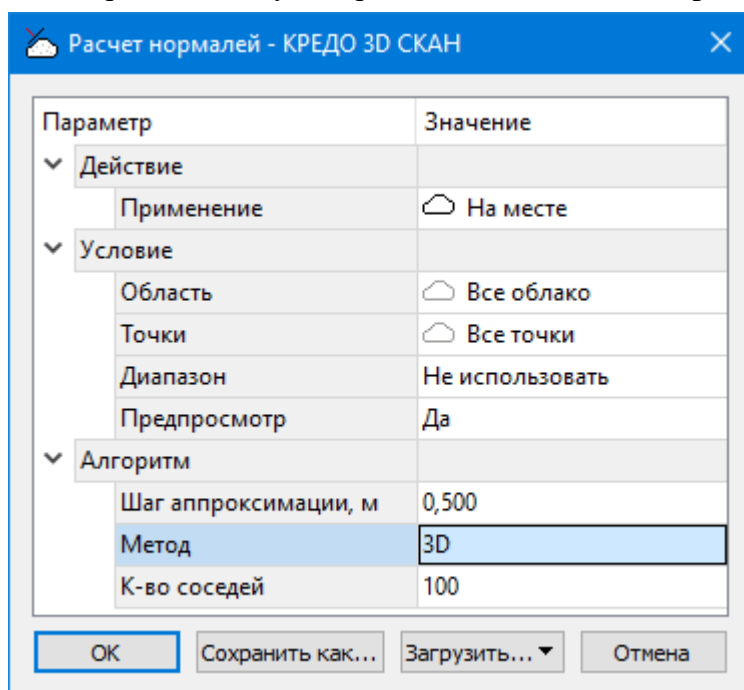 Расчет нормалей - КРЕДО 3D СКАН
Параметр Значение
Действие
Применение На месте
Условие
Область Все облако
Точки Все точки
Диапазон Не использовать
Предпросмотр Да
Алгоритм
Шаг аппроксимации, м 0,500
Метод 3D
К-во соседей 100
ОК Сохранить как... Загрузить... Отмена